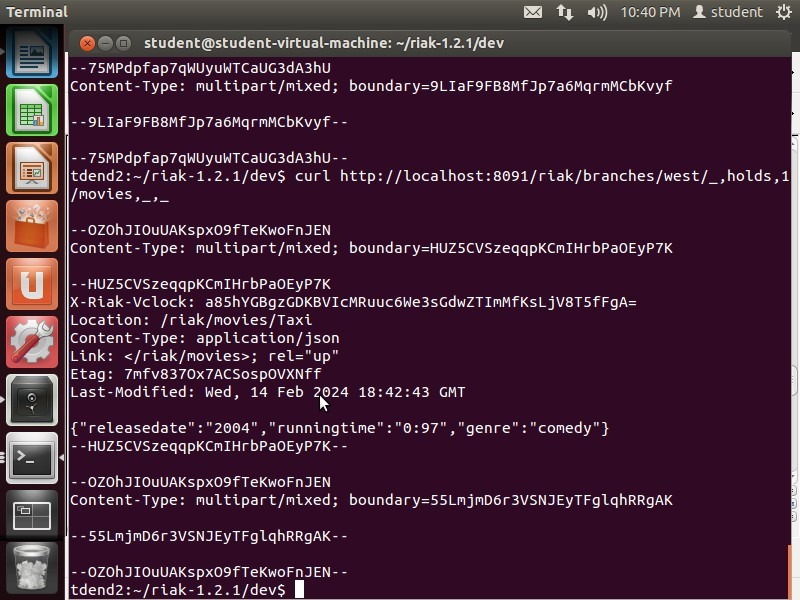 Terminal
10:40 PM student
student@student-virtual-machine: ~/riak-1.2.1/dev
--75MPdpfap7qWUyuWTCaUG3dA3hU
Content-Type: multipart/mixed; boundary=9LIaF9FB8MfJp7a6MqrmMCbKvyf

--9LIaF9FB8MfJp7a6MqrmMCbKvyf--

--75MPdpfap7qWUyuWTCaUG3dA3hU--
tdend2:~/riak-1.2.1/dev$ curl http://localhost:8091/riak/branches/west/_,holds,1
/movies,_,_

--OZOhJIOuUAKspxO9fTeKwoFnJEN
Content-Type: multipart/mixed; boundary=HUZ5CVSzeqqpKCmIHrbPaOEyP7K

--HUZ5CVSzeqqpKCmIHrbPaOEyP7K
X-Riak-Vclock: a85hYGBgzGDKBVIcMRuuc6We3sGdwZTImMfKsLjV8T5fFgA=
Location: /riak/movies/Taxi
Content-Type: application/json
Link: </riak/movies>; rel="up"
Etag: 7mfv837Ox7ACSospOVXNff
Last-Modified: Wed, 14 Feb 2024 18:42:43 GMT

{"releasedate":"2004","runningtime":"0:97","genre":"comedy"}
--HUZ5CVSzeqqpKCmIHrbPaOEyP7K--

--OZOhJIOuUAKspxO9fTeKwoFnJEN
Content-Type: multipart/mixed; boundary=55LmjmD6r3VSNJEyTFglqhRRgAK

--55LmjmD6r3VSNJEyTFglqhRRgAK--

--OZOhJIOuUAKspxO9fTeKwoFnJEN--
tdend2:~/riak-1.2.1/dev$